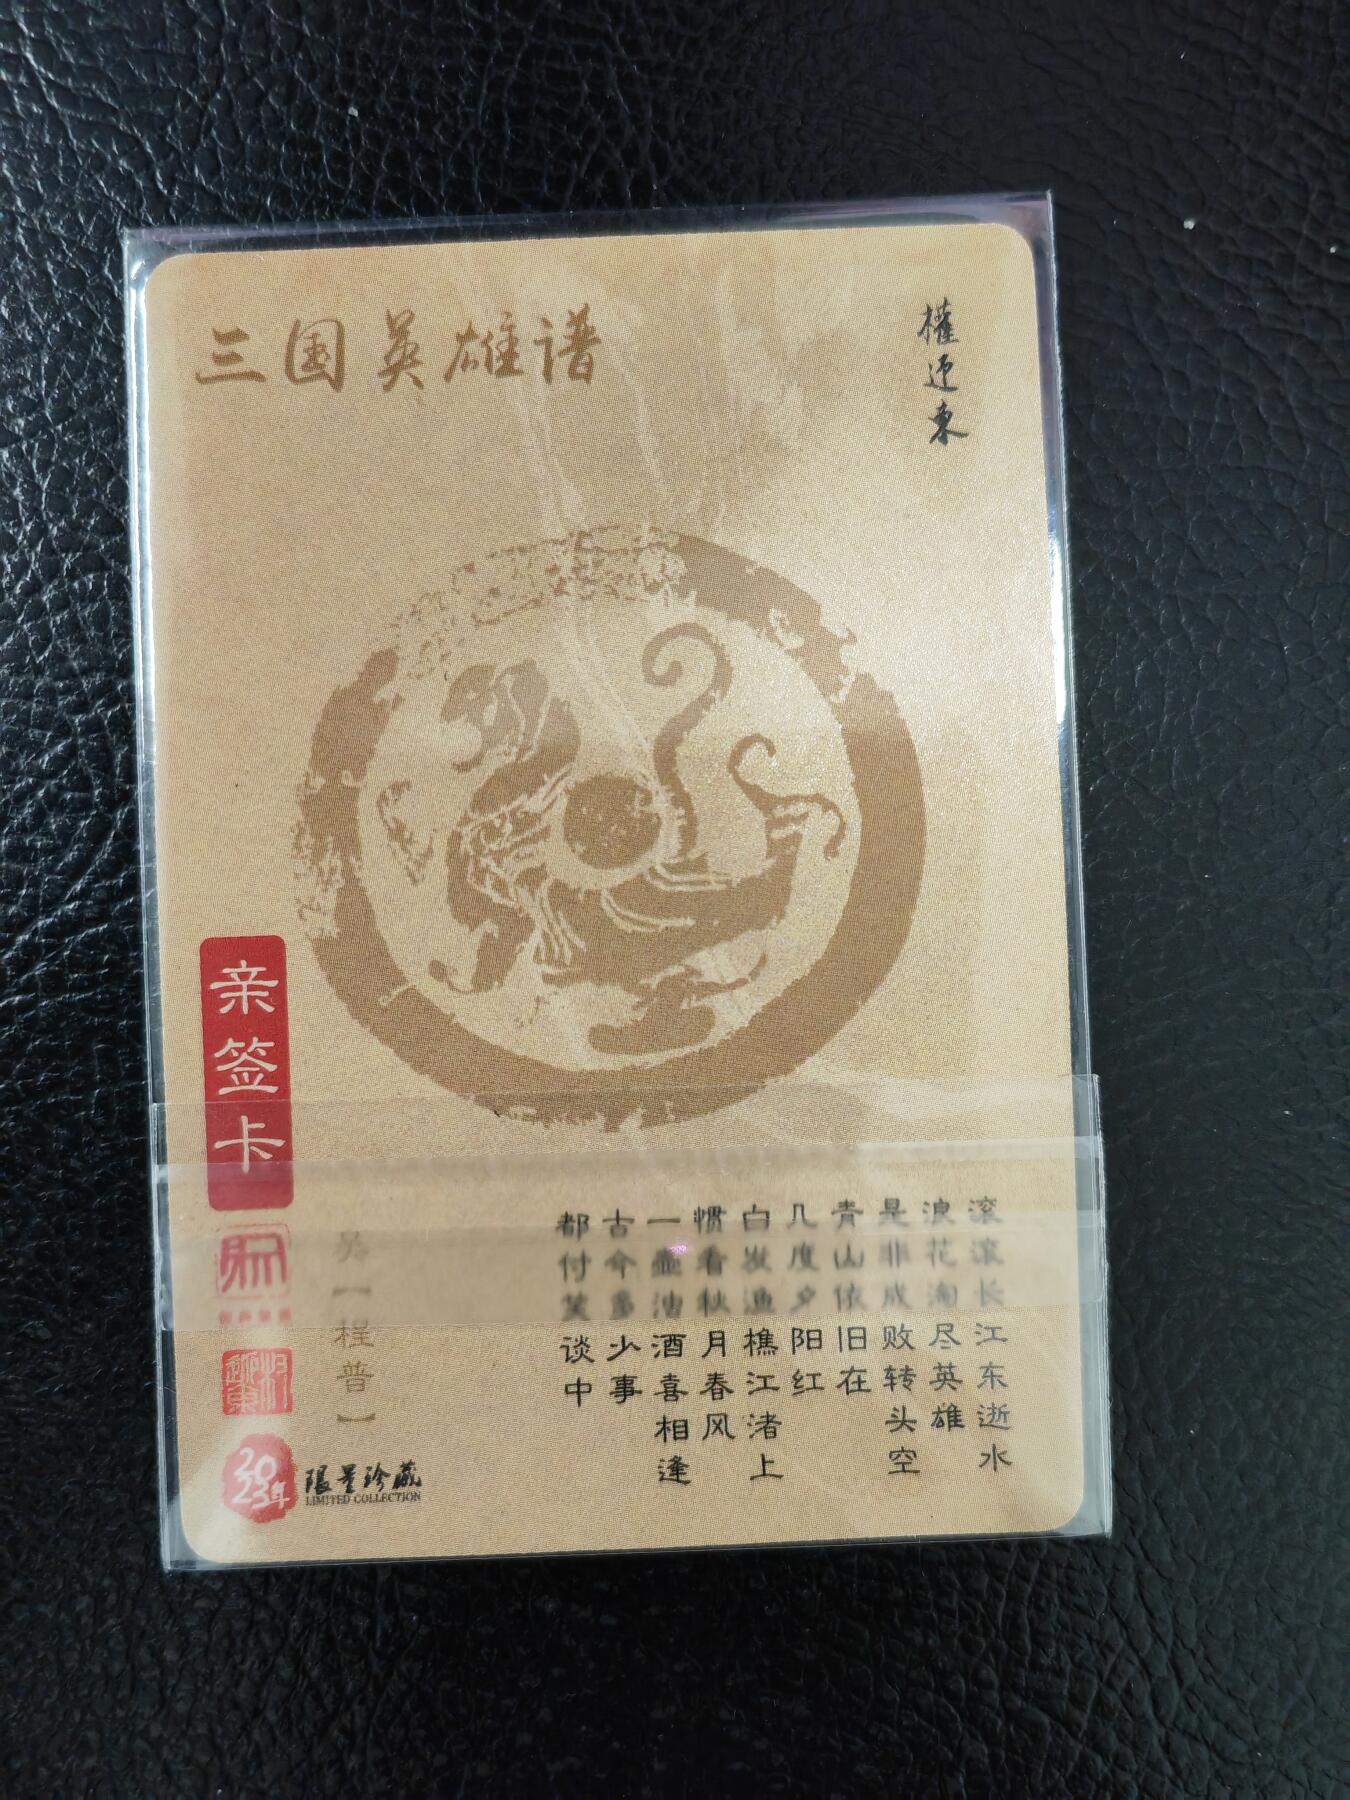 三国英雄谱
權迎东
亲签卡
吴【程普】
滚滚长江东逝水
浪花淘尽英雄
是非成败转头空
青山依旧在
几度夕阳红
白发渔樵江渚上
惯看秋月春风
一壶浊酒喜相逢
古今多少事
都付笑谈中
2023年
限量珍藏
LIMITED COLLECTION